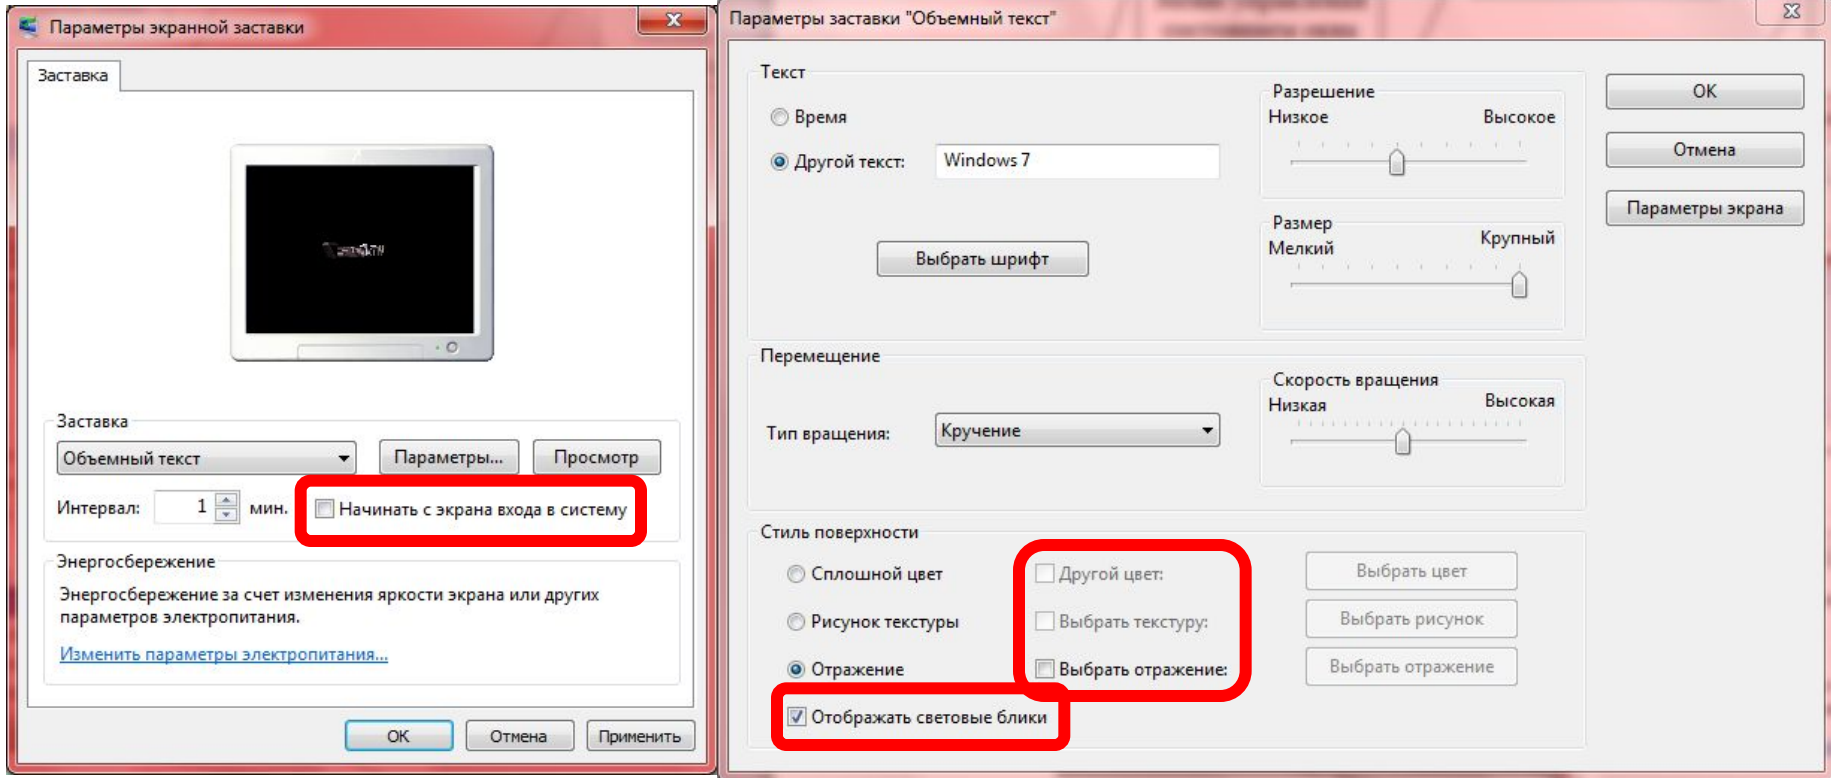 Параметры экранной заставки
Заставка
Заставка
Объемный текст
Параметры...
Просмотр
Интервал:
1
мин.
Начинать с экрана входа в систему
Энергосбережение
Энергосбережение за счет изменения яркости экрана или других
параметров электропитания.
Изменить параметры электропитания...
ОК
Отмена
Применить
Параметры заставки "Объемный текст"
Текст
Время
Другой текст:
Windows 7
Выбрать шрифт
Разрешение
Низкое
Высокое
Размер
Мелкий
Крупный
ОК
Отмена
Параметры экрана
Перемещение
Тип вращения:
Кручение
Скорость вращения
Низкая
Высокая
Стиль поверхности
Сплошной цвет
Другой цвет:
Выбрать цвет
Рисунок текстуры
Выбрать текстуру:
Выбрать рисунок
Отражение
Выбрать отражение:
Выбрать отражение
Отображать световые блики